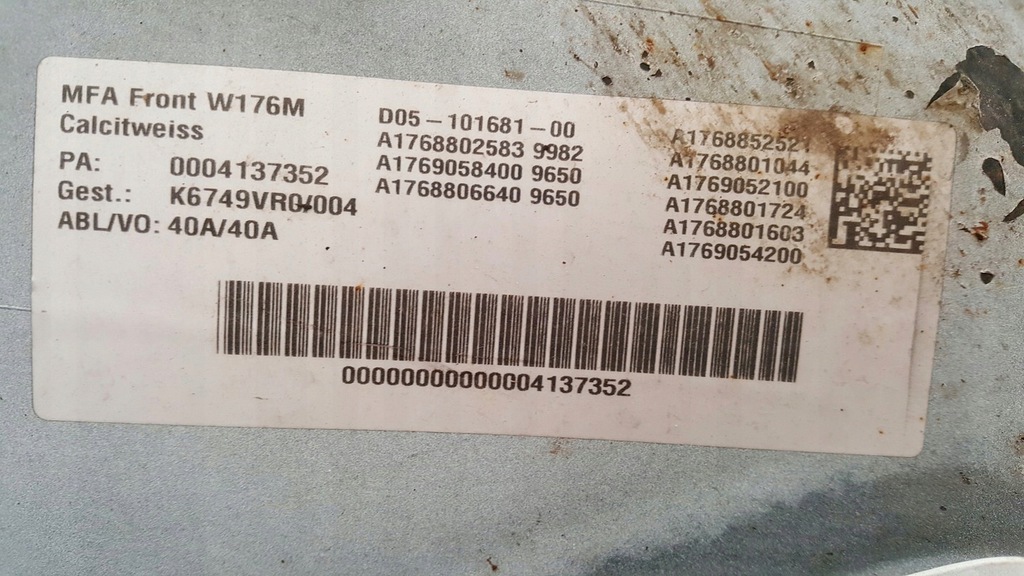 MFA Front W176M
Calcitweiss
PA: 0004137352
Gest.: K6749VR0/004
ABL/VO: 40A/40A
D05-101681-00
A1768802583 9982
A1769058400 9650
A1768806640 9650
A1768852521
A1768801044
A1769052100
A1768801724
A1768801603
A1769054200
00000000000004137352